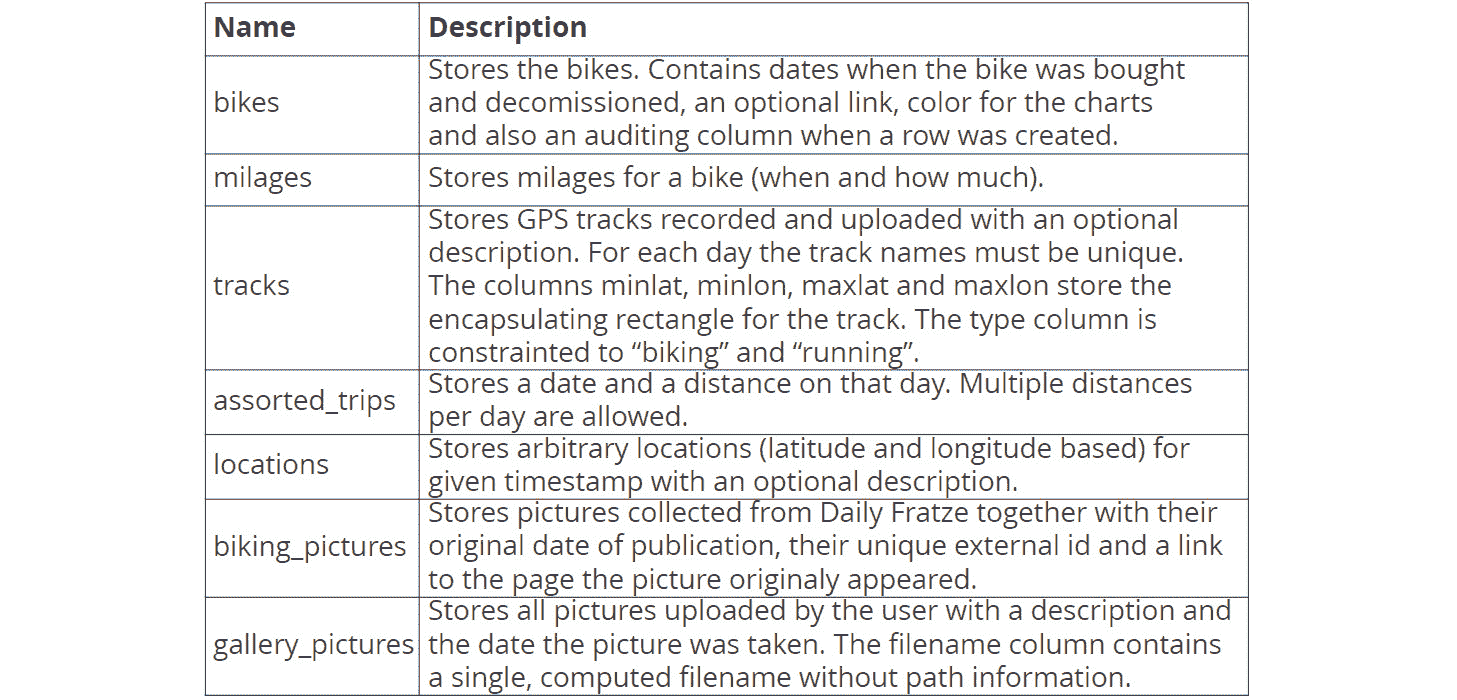 Name Description
bikes
Stores the bikes. Contains dates when the bike was bought
and decomissioned, an optional link, color for the charts
and also an auditing column when a row was created.
milages Stores milages for a bike (when and how much).
tracks
Stores GPS tracks recorded and uploaded with an optional
description. For each day the track names must be unique.
The columns minlat, minlon, maxlat and maxlon store the
encapsulating rectangle for the track. The type column is
constrainted to “biking” and “running”.
assorted_trips
Stores a date and a distance on that day. Multiple distances
per day are allowed.
locations
Stores arbitrary locations (latitude and longitude based) for
given timestamp with an optional description.
biking_pictures
Stores pictures collected from Daily Fratze together with their
original date of publication, their unique external id and a link
to the page the picture originaly appeared.
gallery_pictures
Stores all pictures uploaded by the user with a description and
the date the picture was taken. The filename column contains
a single, computed filename without path information.